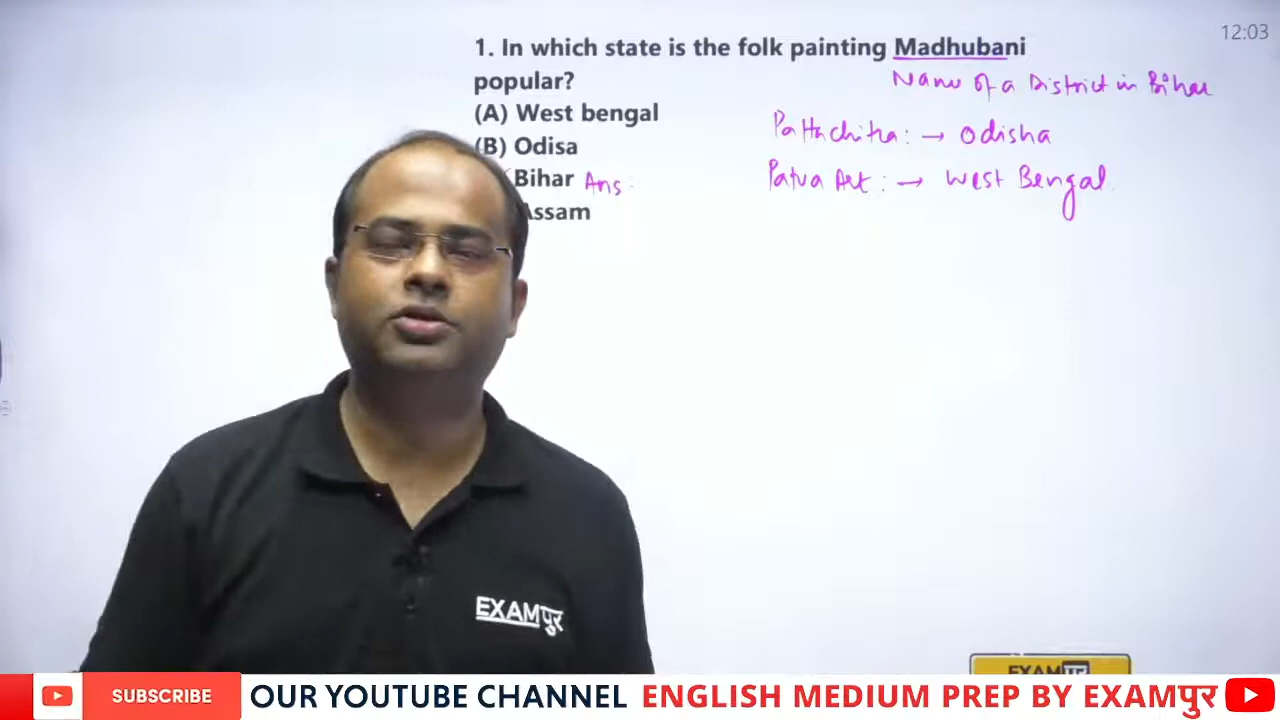 12:03
1. In which state is the folk painting Madhubani
popular?
Name of a District in Bihar
(A) West bengal
Pattachitra : → Odisha
(B) Odisa
Bihar Ans :
Patua Art : → West Bengal
Assam
EXAMपुर
EXAMपुर
SUBSCRIBE OUR YOUTUBE CHANNEL ENGLISH MEDIUM PREP BY EXAMपुर